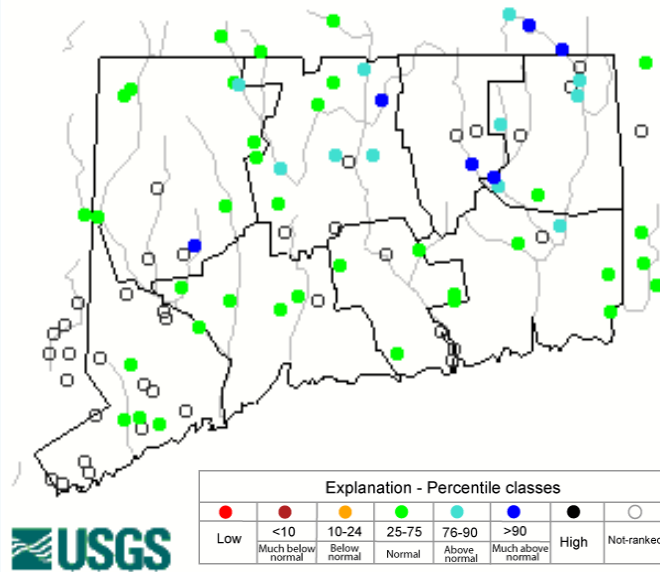 Explanation - Percentile classes
Low
<10
10-24
25-75
76-90
>90
High
Not-ranked
Much below normal
Below normal
Normal
Above normal
Much above normal
USGS